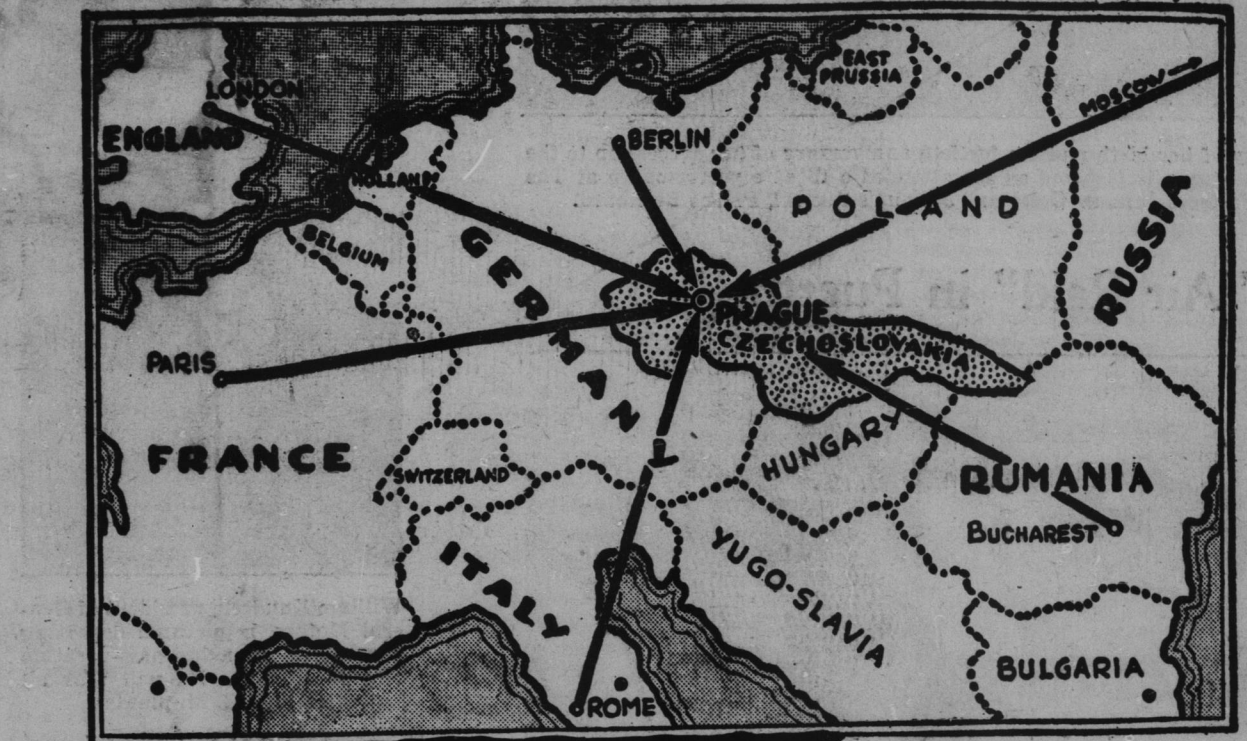 EAST
PRUSSIA
LONDON
MOSCOW
ENGLAND
BERLIN
HOLLAND
POLAND
BELGIUM
GERMANY
RUSSIA
PRAGUE
CZECHOSLOVAKIA
PARIS
FRANCE
SWITZERLAND
HUNGARY
RUMANIA
BUCHAREST
ITALY
YUGO-SLAVIA
BULGARIA
ROME